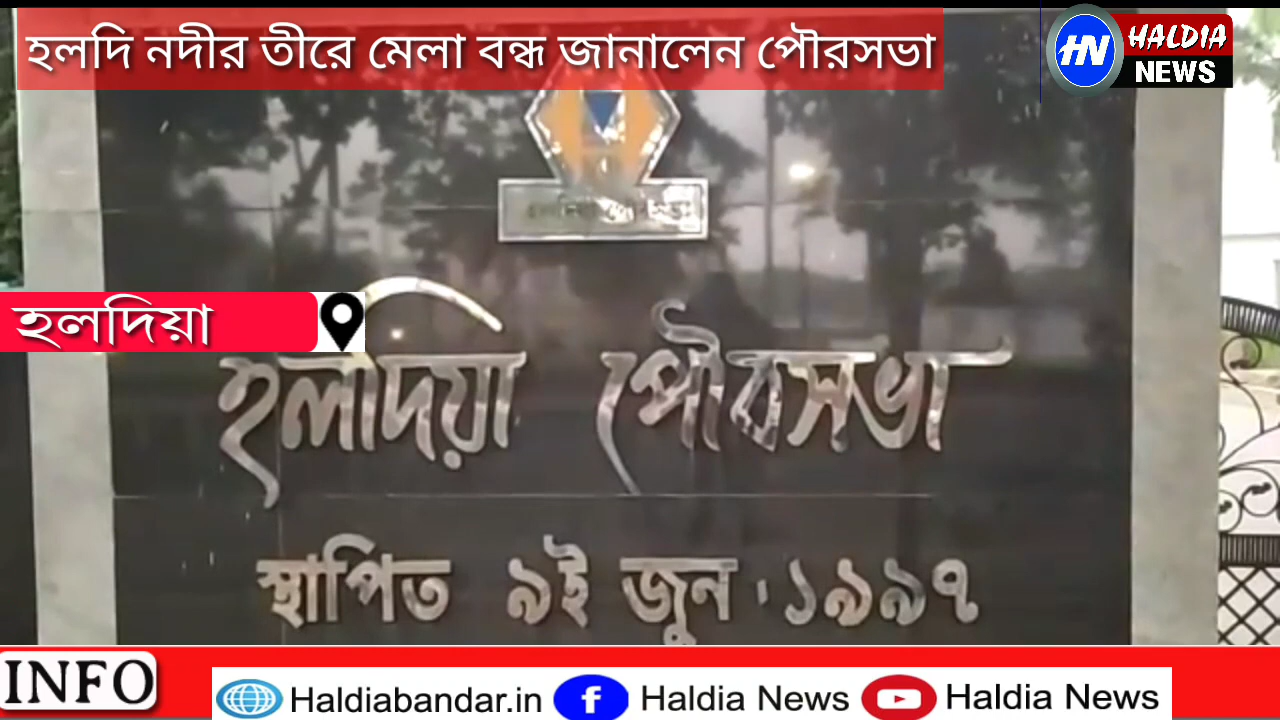 হলদি নদীর তীরে মেলা বন্ধ জানালেন পৌরসভা
HN HALDIA
NEWS
হলদিয়া
হলদিয়া পৌরসভা
স্থাপিত ৯ই জুন, ১৯৯৭
INFO
Haldiabandar.in Haldia News Haldia News